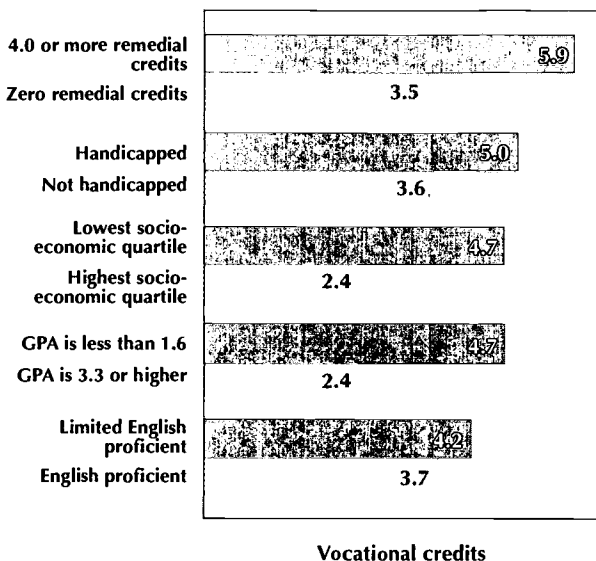 4.0 or more remedial
credits
5.9
Zero remedial credits
3.5
Handicapped
5.0
Not handicapped
3.6
Lowest socio-
economic quartile
4.7
Highest socio-
economic quartile
2.4
GPA is less than 1.6
4.7
GPA is 3.3 or higher
2.4
Limited English
proficient
4.2
English proficient
3.7
Vocational credits